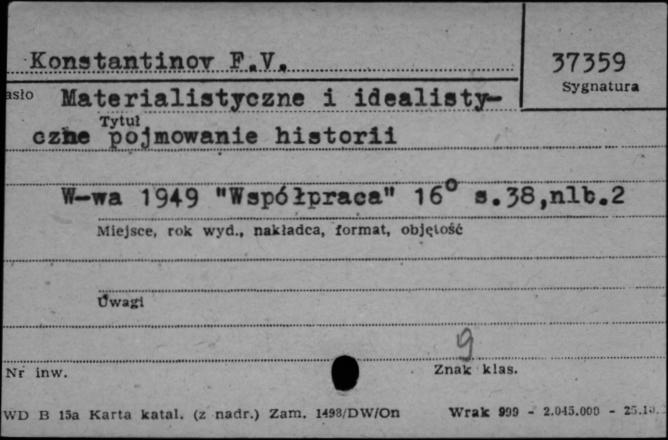 Konstantinov F.V.
37359
Sygnatura
asło Materialistyczne i idealisty-
Tytuł
czne pojmowanie historii
W-wa 1949 "Współpraca" 16° s.38,nlb.2
Miejsce, rok wyd., nakładca, format, objętość
Uwagi
9
Nr inw.
Znak klas.
WD B 15a Karta katal. (z nadr.) Zam. 1498/DW/On Wrak 999 - 2.045.000 -